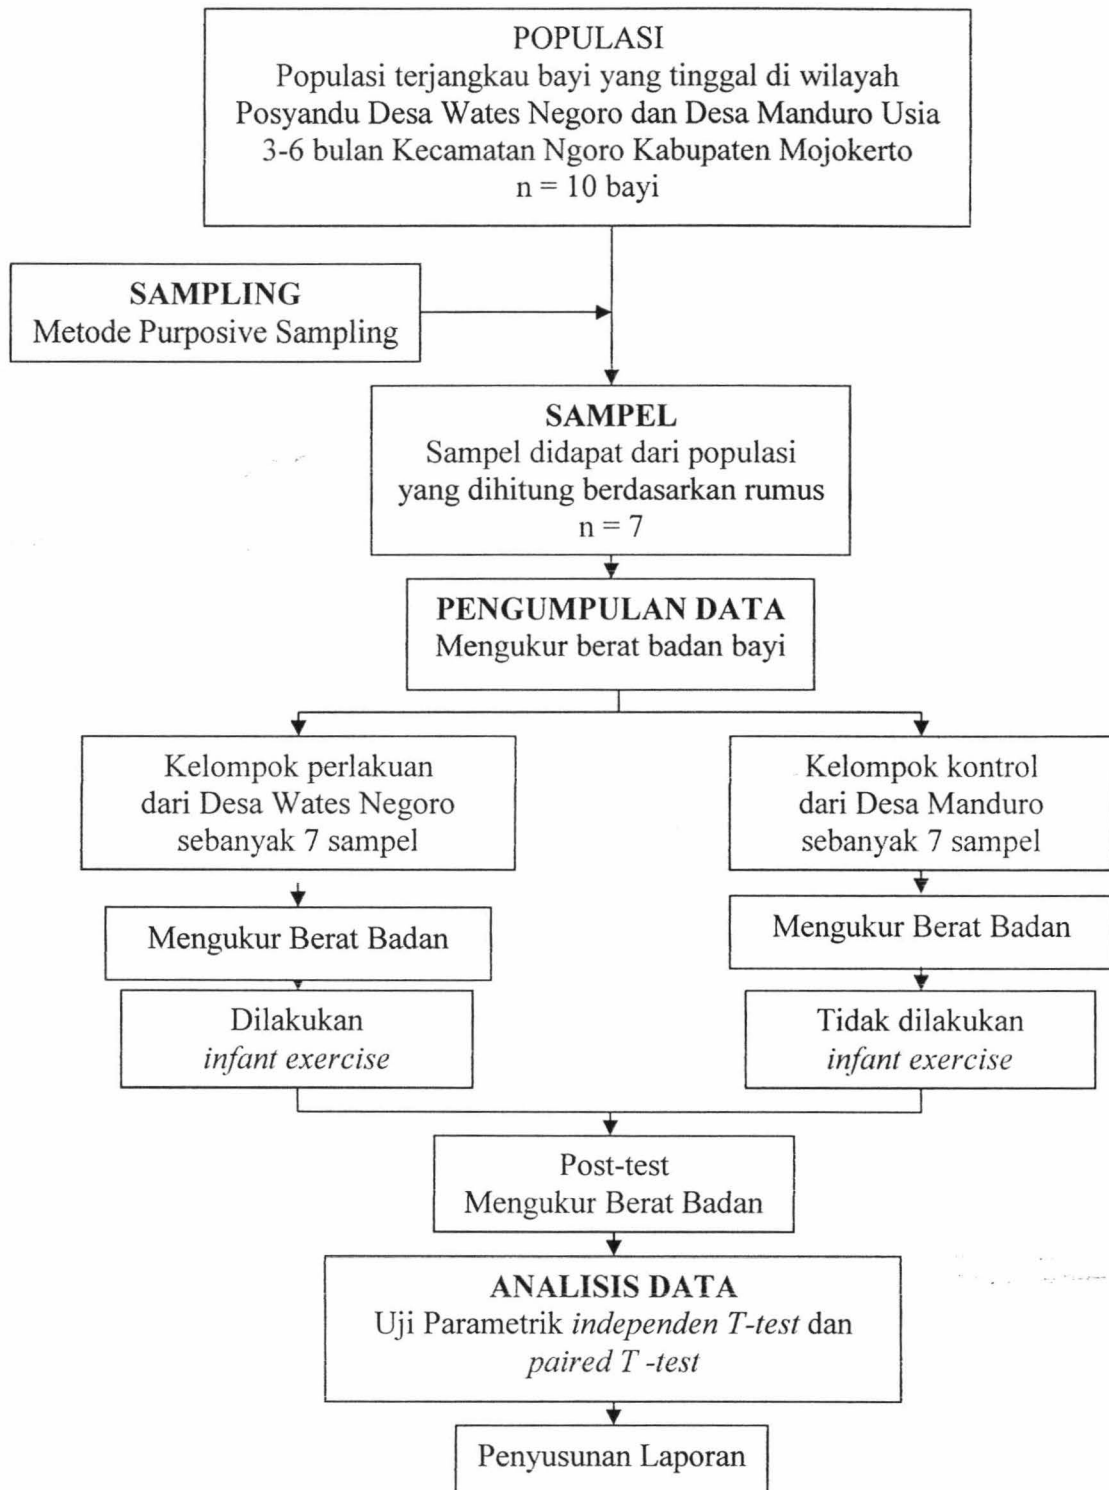 POPULASI
Populasi terjangkau bayi yang tinggal di wilayah
Posyandu Desa Wates Negoro dan Desa Manduro Usia
3-6 bulan Kecamatan Ngoro Kabupaten Mojokerto
n = 10 bayi
SAMPLING
Metode Purposive Sampling
SAMPEL
Sampel didapat dari populasi
yang dihitung berdasarkan rumus
n = 7
PENGUMPULAN DATA
Mengukur berat badan bayi
Kelompok perlakuan
dari Desa Wates Negoro
sebanyak 7 sampel
Kelompok kontrol
dari Desa Manduro
sebanyak 7 sampel
Mengukur Berat Badan
Mengukur Berat Badan
Dilakukan
infant exercise
Tidak dilakukan
infant exercise
Post-test
Mengukur Berat Badan
ANALISIS DATA
Uji Parametrik independen T-test dan
paired T -test
Penyusunan Laporan